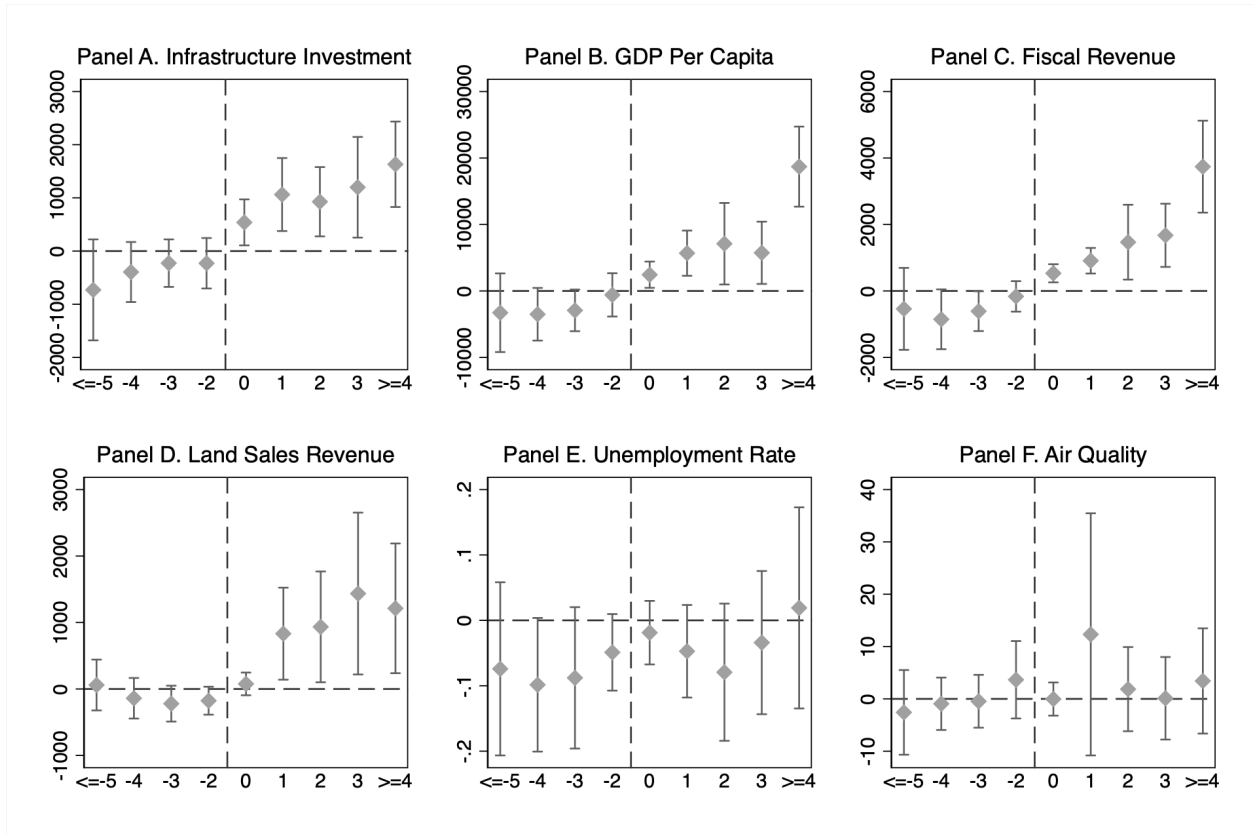 Panel A. Infrastructure Investment
3000
2000
1000
0
-1000
-2000
<=-5 -4 -3 -2 0 1 2 3 >=4
Panel B. GDP Per Capita
30000
20000
10000
0
-10000
<=-5 -4 -3 -2 0 1 2 3 >=4
Panel C. Fiscal Revenue
6000
4000
2000
0
-2000
<=-5 -4 -3 -2 0 1 2 3 >=4
Panel D. Land Sales Revenue
3000
2000
1000
0
-1000
<=-5 -4 -3 -2 0 1 2 3 >=4
Panel E. Unemployment Rate
.2
.1
0
-.1
-.2
<=-5 -4 -3 -2 0 1 2 3 >=4
Panel F. Air Quality
40
30
20
10
0
-10
<=-5 -4 -3 -2 0 1 2 3 >=4